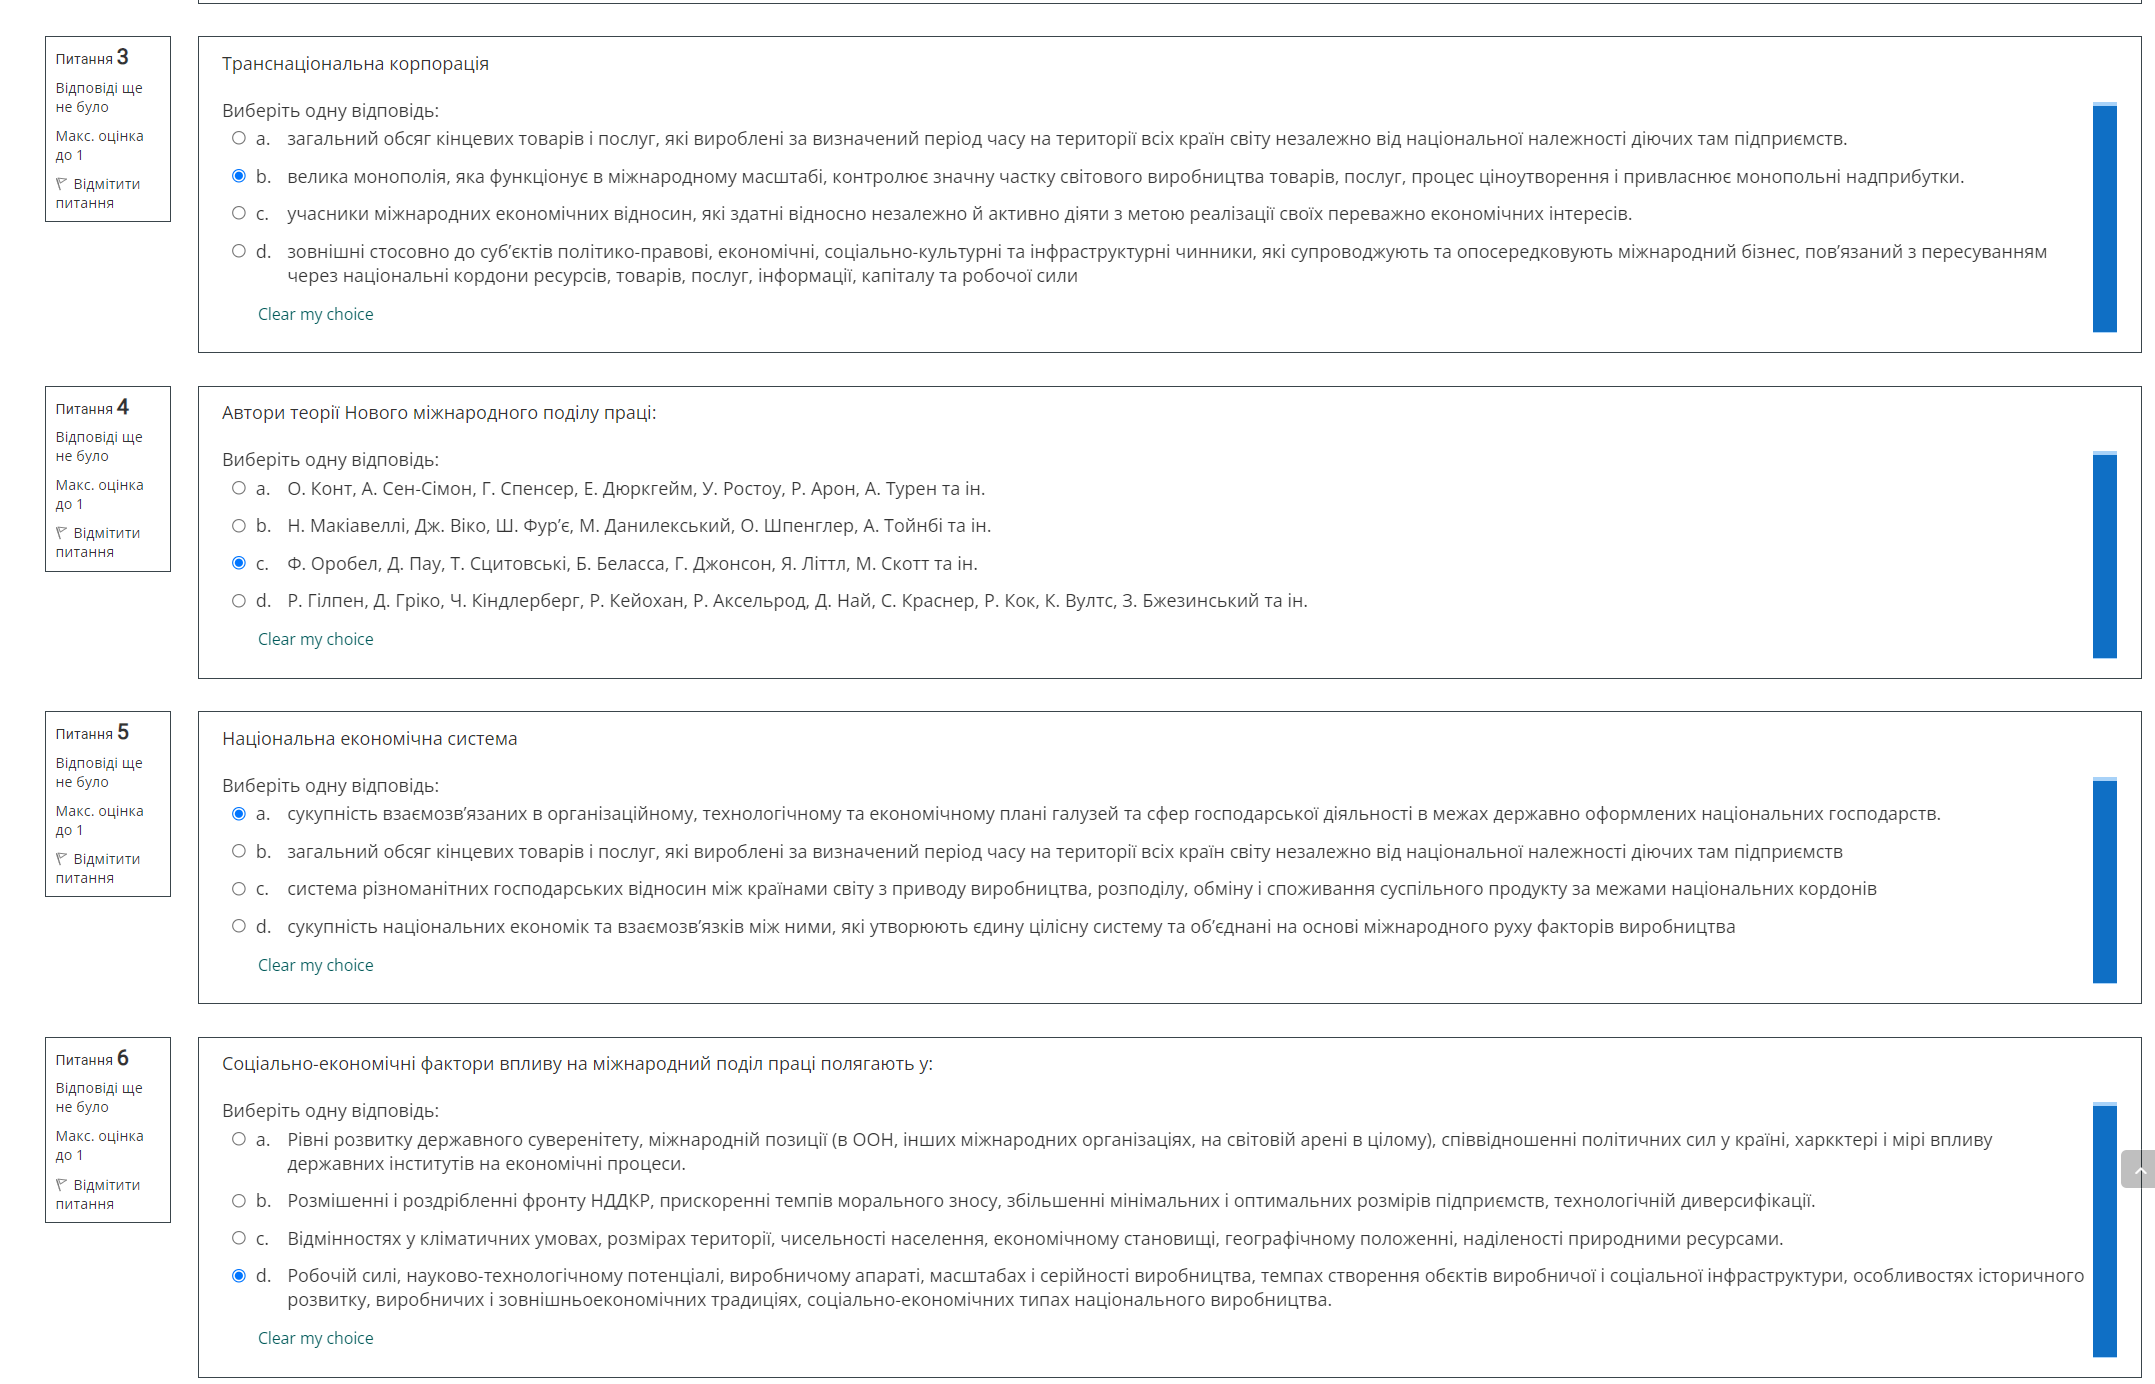 Питання 3
Відповіді ще
не було
Макс. оцінка
до 1
Відмітити
питання
Транснаціональна корпорація
Виберіть одну відповідь:
a. загальний обсяг кінцевих товарів і послуг, які вироблені за визначений період часу на території всіх країн світу незалежно від національної належності діючих там підприємств.
b. велика монополія, яка функціонує в міжнародному масштабі, контролює значну частку світового виробництва товарів, послуг, процес ціноутворення і привласнює монопольні надприбутки.
c. учасники міжнародних економічних відносин, які здатні відносно незалежно й активно діяти з метою реалізації своїх переважно економічних інтересів.
d. зовнішні стосовно до суб’єктів політико-правові, економічні, соціально-культурні та інфраструктурні чинники, які супроводжують та опосередковують міжнародний бізнес, пов’язаний з пересуванням
через національні кордони ресурсів, товарів, послуг, інформації, капіталу та робочої сили
Clear my choice
Питання 4
Відповіді ще
не було
Макс. оцінка
до 1
Відмітити
питання
Автори теорії Нового міжнародного поділу праці:
Виберіть одну відповідь:
a. О. Конт, А. Сен-Сімон, Г. Спенсер, Е. Дюркгейм, У. Ростоу, Р. Арон, А. Турен та ін.
b. Н. Макіавеллі, Дж. Віко, Ш. Фур’є, М. Данилекський, О. Шпенглер, А. Тойнбі та ін.
c. Ф. Оробел, Д. Пау, Т. Сцитовські, Б. Беласса, Г. Джонсон, Я. Літтл, М. Скотт та ін.
d. Р. Гілпен, Д. Гріко, Ч. Кіндлерберг, Р. Кейохан, Р. Аксельрод, Д. Най, С. Краснер, Р. Кок, К. Вултс, З. Бжезинський та ін.
Clear my choice
Питання 5
Відповіді ще
не було
Макс. оцінка
до 1
Відмітити
питання
Національна економічна система
Виберіть одну відповідь:
a. сукупність взаємозв’язаних в організаційному, технологічному та економічному плані галузей та сфер господарської діяльності в межах державно оформлених національних господарств.
b. загальний обсяг кінцевих товарів і послуг, які вироблені за визначений період часу на території всіх країн світу незалежно від національної належності діючих там підприємств
c. система різноманітних господарських відносин між країнами світу з приводу виробництва, розподілу, обміну і споживання суспільного продукту за межами національних кордонів
d. сукупність національних економік та взаємозв’язків між ними, які утворюють єдину цілісну систему та об’єднані на основі міжнародного руху факторів виробництва
Clear my choice
Питання 6
Відповіді ще
не було
Макс. оцінка
до 1
Відмітити
питання
Соціально-економічні фактори впливу на міжнародний поділ праці полягають у:
Виберіть одну відповідь:
a. Рівні розвитку державного суверенітету, міжнародній позиції (в ООН, інших міжнародних організаціях, на світовій арені в цілому), співвідношенні політичних сил у країні, харкктері і мірі впливу
державних інститутів на економічні процеси.
b. Розмішенні і роздрібленні фронту НДДКР, прискоренні темпів морального зносу, збільшенні мінімальних і оптимальних розмірів підприємств, технологічній диверсифікації.
c. Відмінностях у кліматичних умовах, розмірах території, чисельності населення, економічному становищі, географічному положенні, наділеності природними ресурсами.
d. Робочій силі, науково-технологічному потенціалі, виробничому апараті, масштабах і серійності виробництва, темпах створення обєктів виробничої і соціальної інфраструктури, особливостях історичного
розвитку, виробничих і зовнішньоекономічних традиціях, соціально-економічних типах національного виробництва.
Clear my choice